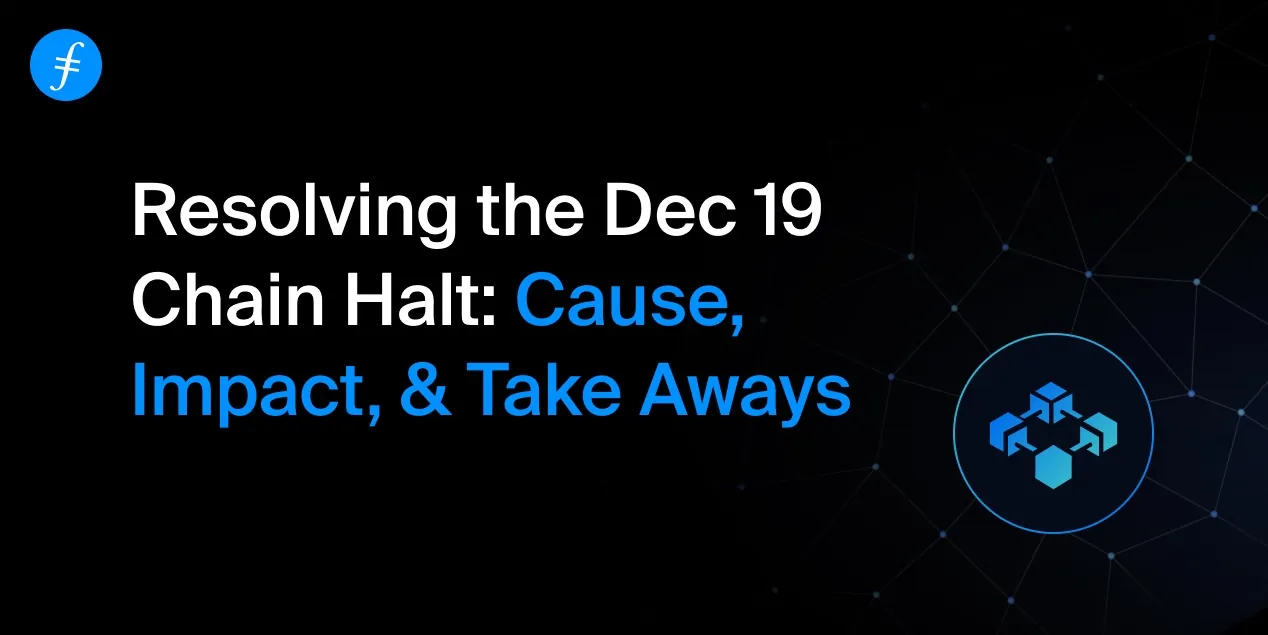 Resolving the Dec 19
Chain Halt: Cause,
Impact, & Take Aways